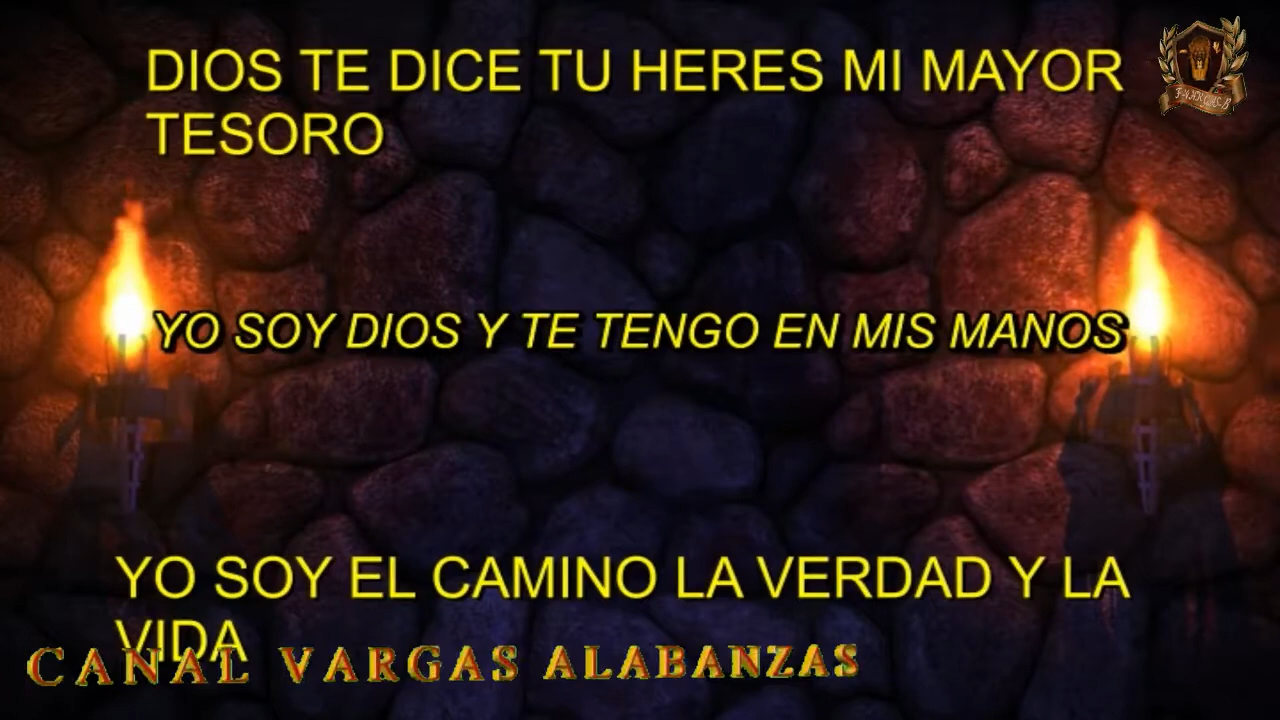 DIOS TE DICE TU HERES MI MAYOR
TESORO
YO SOY DIOS Y TE TENGO EN MIS MANOS
YO SOY EL CAMINO LA VERDAD Y LA
VIDA
CANAL VARGAS ALABANZAS